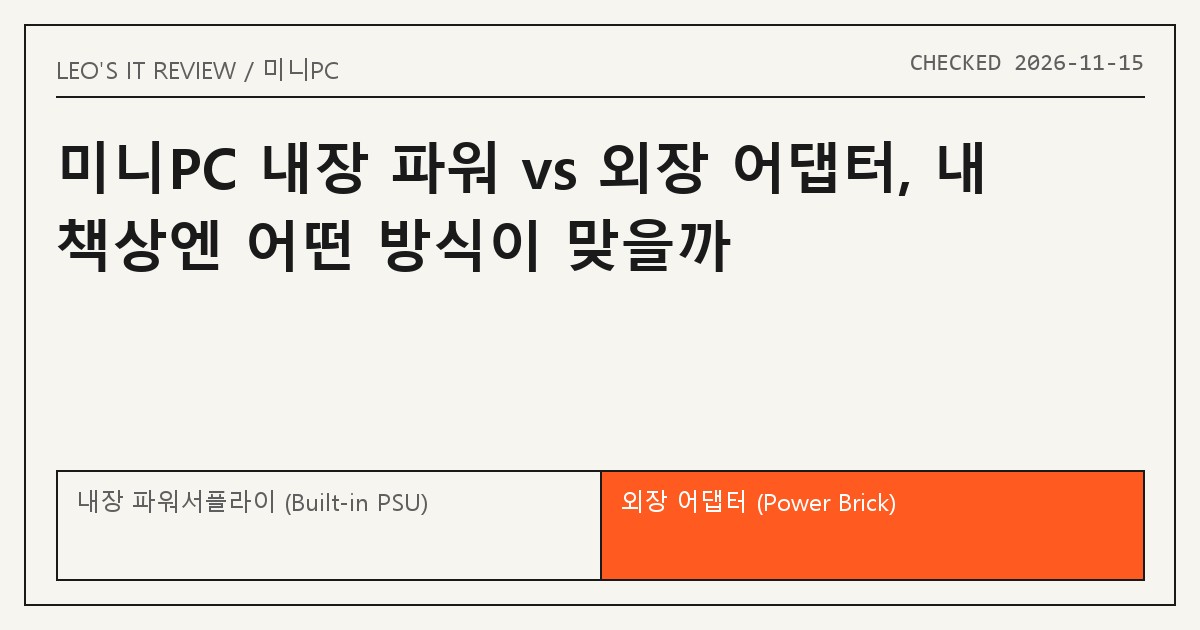 LEO'S IT REVIEW / 미니PC
CHECKED 2026-11-15
미니PC 내장 파워 vs 외장 어댑터, 내
책상엔 어떤 방식이 맞을까
내장 파워서플라이 (Built-in PSU)
외장 어댑터 (Power Brick)